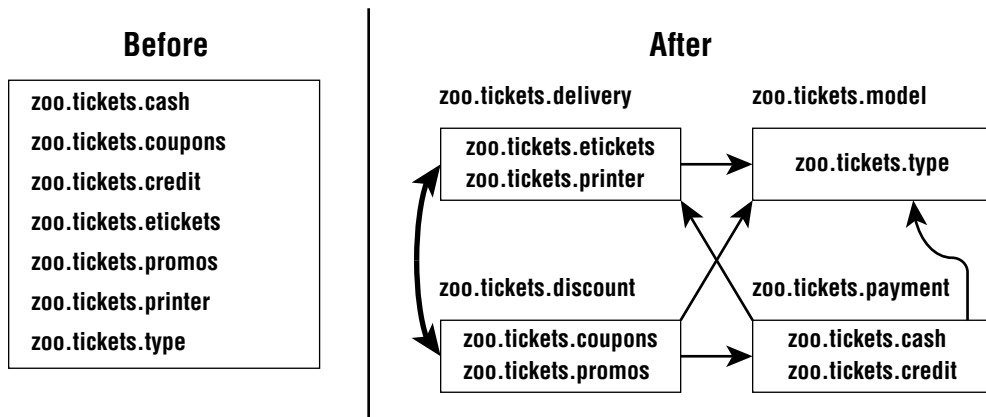 Before
zoo.tickets.cash
zoo.tickets.coupons
zoo.tickets.credit
zoo.tickets.etickets
zoo.tickets.promos
zoo.tickets.printer
zoo.tickets.type
After
zoo.tickets.delivery
zoo.tickets.etickets
zoo.tickets.printer
zoo.tickets.model
zoo.tickets.type
zoo.tickets.discount
zoo.tickets.coupons
zoo.tickets.promos
zoo.tickets.payment
zoo.tickets.cash
zoo.tickets.credit